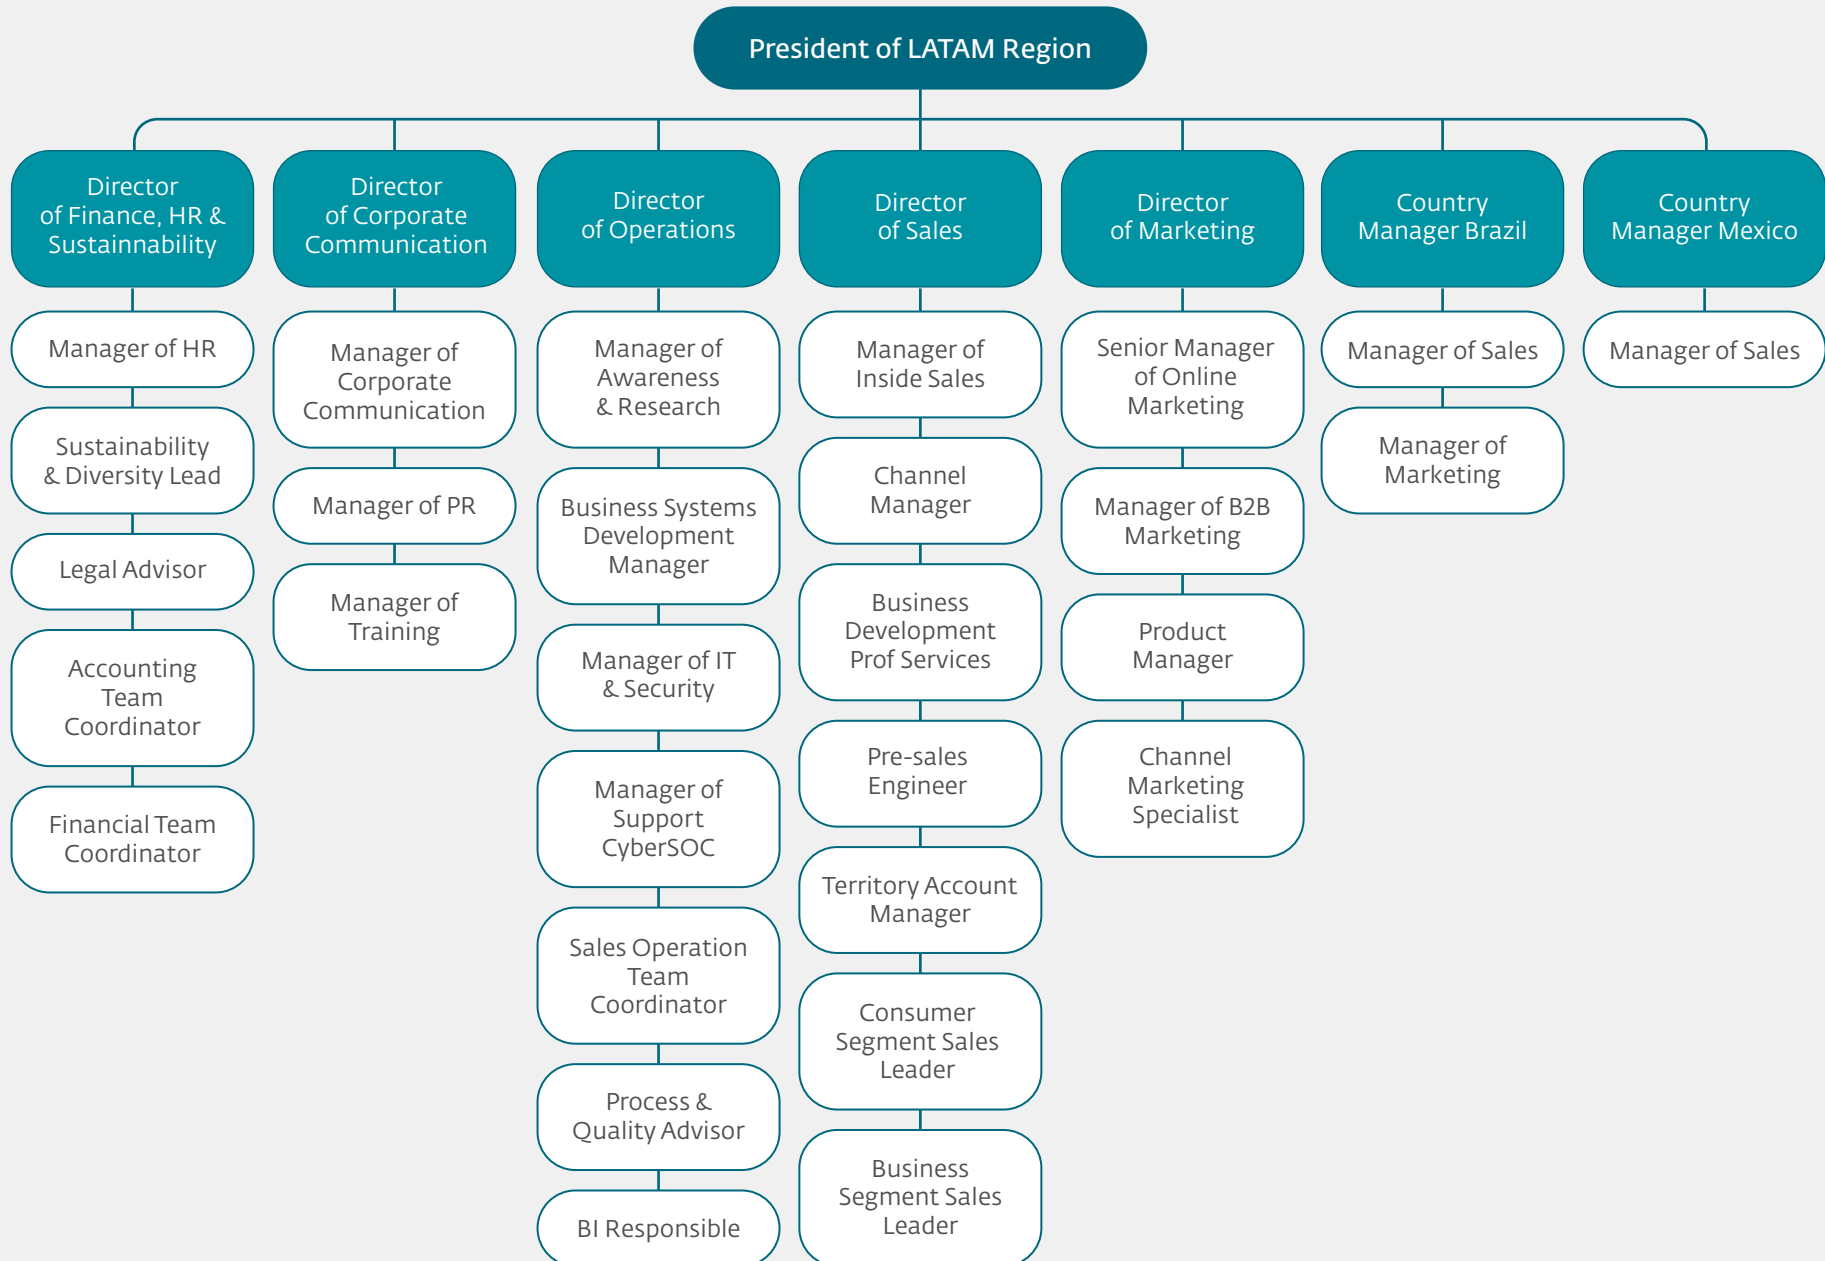 President of LATAM Region
Director
of Finance, HR &
Sustainnability
Director
of Corporate
Communication
Director
of Operations
Director
of Sales
Director
of Marketing
Country
Manager Brazil
Country
Manager Mexico
Manager of HR
Sustainability
& Diversity Lead
Legal Advisor
Accounting
Team
Coordinator
Financial Team
Coordinator
Manager of
Corporate
Communication
Manager of PR
Manager of
Training
Manager of
Awareness
& Research
Business Systems
Development
Manager
Manager of IT
& Security
Manager of
Support
CyberSOC
Sales Operation
Team
Coordinator
Process &
Quality Advisor
BI Responsible
Manager of
Inside Sales
Channel
Manager
Business
Development
Prof Services
Pre-sales
Engineer
Territory Account
Manager
Consumer
Segment Sales
Leader
Business
Segment Sales
Leader
Senior Manager
of Online
Marketing
Manager of B2B
Marketing
Product
Manager
Channel
Marketing
Specialist
Manager of Sales
Manager of
Marketing
Manager of Sales